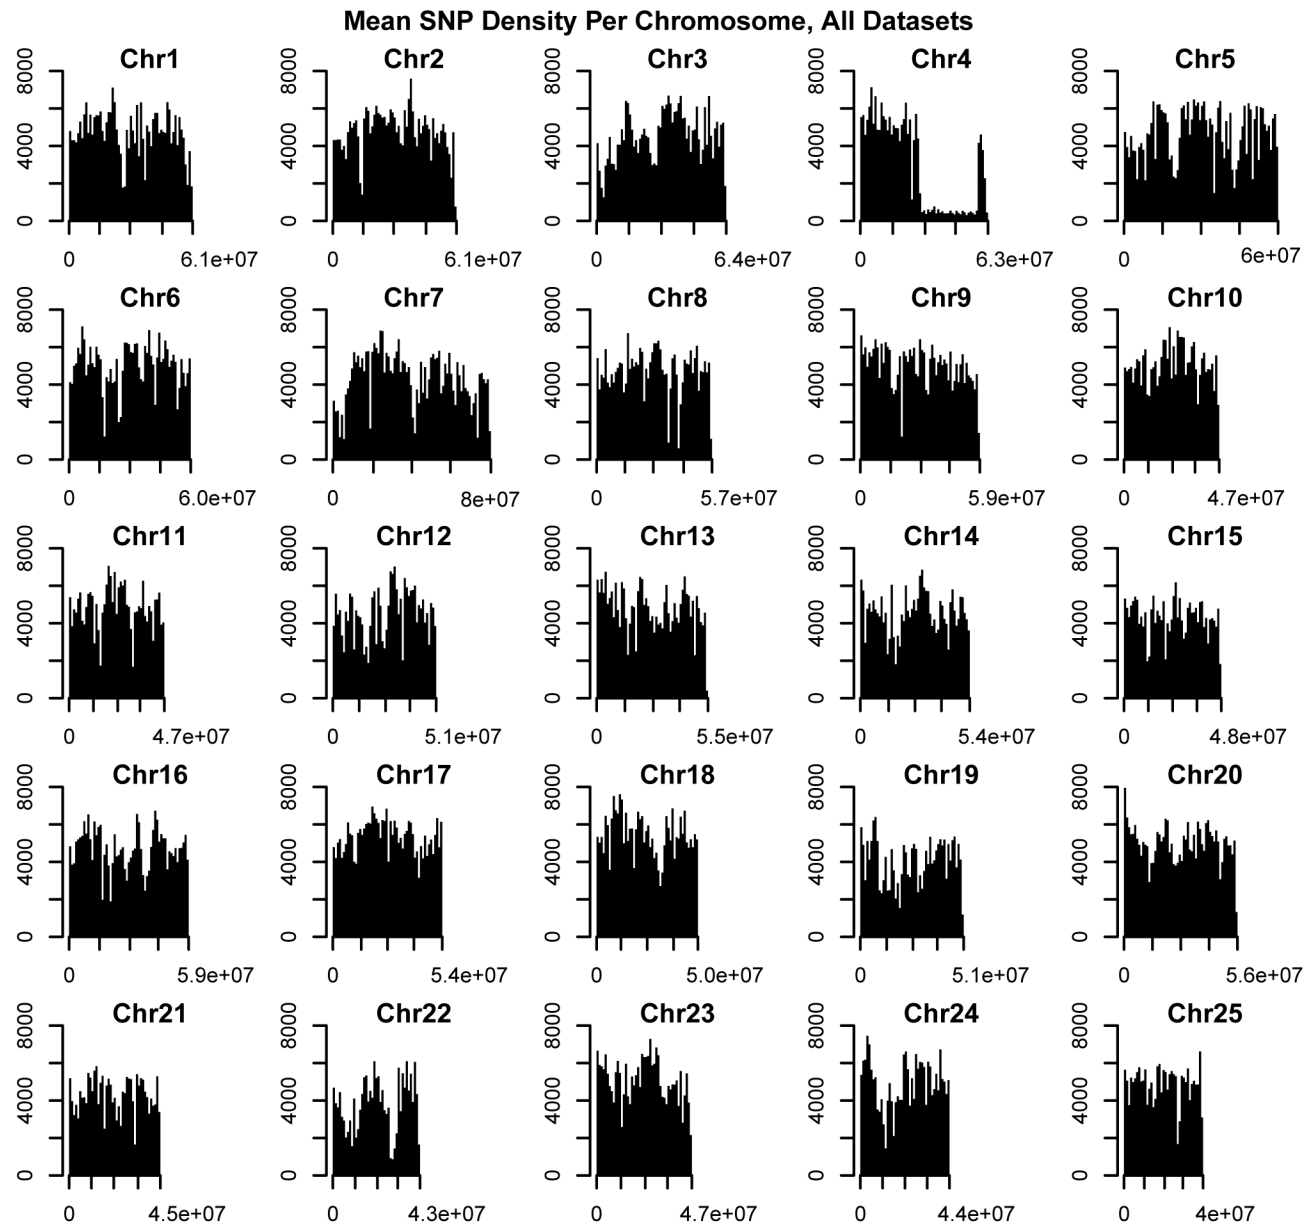 Mean SNP Density Per Chromosome, All Datasets
Chr1 Chr2 Chr3 Chr4 Chr5
8000 8000 8000 8000 8000
4000 4000 4000 4000 4000
0 0 0 0 0
0 6.1e+07 0 6.1e+07 0 6.4e+07 0 6.3e+07 0 6e+07
Chr6 Chr7 Chr8 Chr9 Chr10
8000 8000 8000 8000 8000
4000 4000 4000 4000 4000
0 0 0 0 0
0 6.0e+07 0 8e+07 0 5.7e+07 0 5.9e+07 0 4.7e+07
Chr11 Chr12 Chr13 Chr14 Chr15
8000 8000 8000 8000 8000
4000 4000 4000 4000 4000
0 0 0 0 0
0 4.7e+07 0 5.1e+07 0 5.5e+07 0 5.4e+07 0 4.8e+07
Chr16 Chr17 Chr18 Chr19 Chr20
8000 8000 8000 8000 8000
4000 4000 4000 4000 4000
0 0 0 0 0
0 5.9e+07 0 5.4e+07 0 5.0e+07 0 5.1e+07 0 5.6e+07
Chr21 Chr22 Chr23 Chr24 Chr25
8000 8000 8000 8000 8000
4000 4000 4000 4000 4000
0 0 0 0 0
0 4.5e+07 0 4.3e+07 0 4.7e+07 0 4.4e+07 0 4e+07